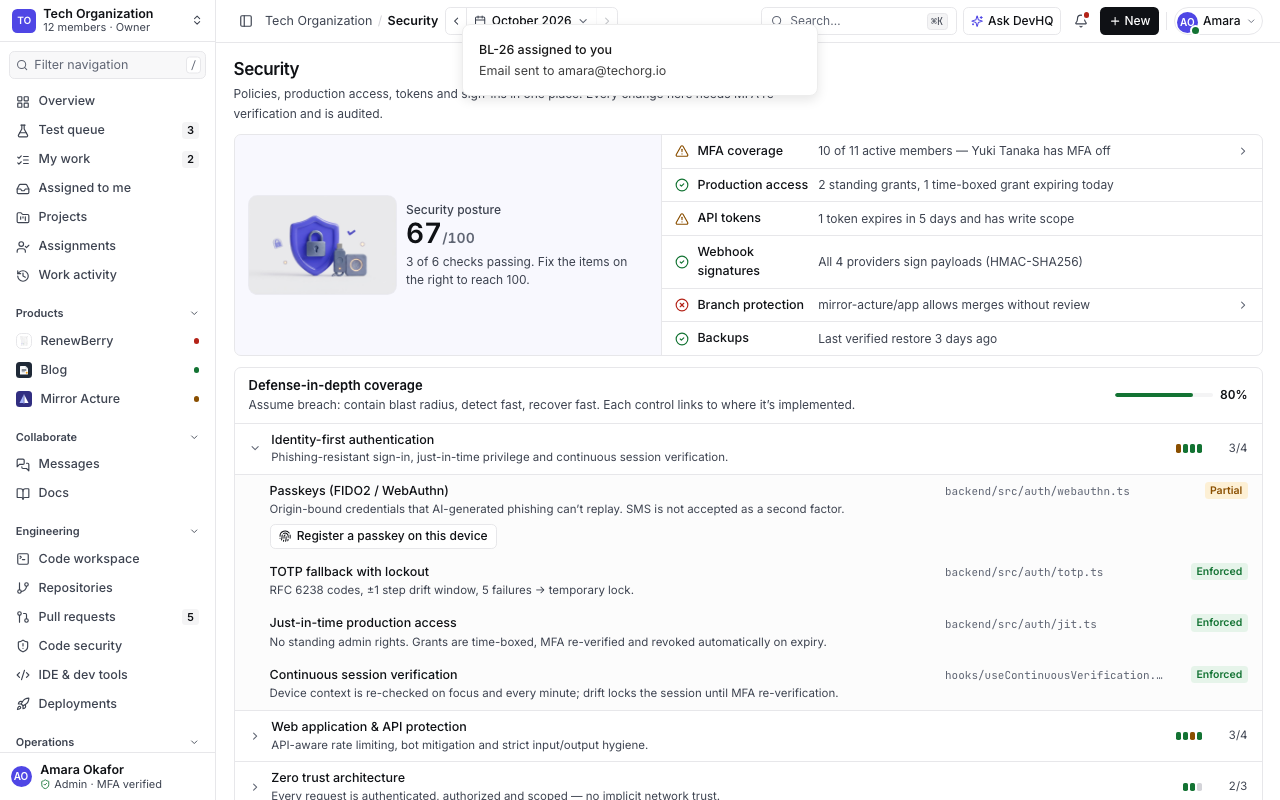 TO
Tech Organization
12 members · Owner
Filter navigation
/
Overview
Test queue
3
My work
2
Assigned to me
Projects
Assignments
Work activity
Products
RenewBerry
Blog
Mirror Acture
Collaborate
Messages
Docs
Engineering
Code workspace
Repositories
Pull requests
5
Code security
IDE & dev tools
Deployments
Operations
AO
Amara Okafor
Admin · MFA verified
Tech Organization / Security
October 2026
Search...
⌘K
Ask DevHQ
+ New
AO
Amara
BL-26 assigned to you
Email sent to amara@techorg.io
Security
Policies, production access, tokens and
verification and is audited.
Security posture
67/100
3 of 6 checks passing. Fix the items on
the right to reach 100.
MFA coverage
10 of 11 active members — Yuki Tanaka has MFA off
Production access
2 standing grants, 1 time-boxed grant expiring today
API tokens
1 token expires in 5 days and has write scope
Webhook
signatures
All 4 providers sign payloads (HMAC-SHA256)
Branch protection
mirror-acture/app allows merges without review
Backups
Last verified restore 3 days ago
Defense-in-depth coverage
Assume breach: contain blast radius, detect fast, recover fast. Each control links to where it’s implemented.
80%
Identity-first authentication
Phishing-resistant sign-in, just-in-time privilege and continuous session verification.
3/4
Passkeys (FIDO2 / WebAuthn)
Origin-bound credentials that AI-generated phishing can’t replay. SMS is not accepted as a second factor.
Register a passkey on this device
backend/src/auth/webauthn.ts
Partial
TOTP fallback with lockout
RFC 6238 codes, ±1 step drift window, 5 failures → temporary lock.
backend/src/auth/totp.ts
Enforced
Just-in-time production access
No standing admin rights. Grants are time-boxed, MFA re-verified and revoked automatically on expiry.
backend/src/auth/jit.ts
Enforced
Continuous session verification
Device context is re-checked on focus and every minute; drift locks the session until MFA re-verification.
hooks/useContinuousVerification.…
Enforced
Web application & API protection
API-aware rate limiting, bot mitigation and strict input/output hygiene.
3/4
Zero trust architecture
Every request is authenticated, authorized and scoped — no implicit network trust.
2/3